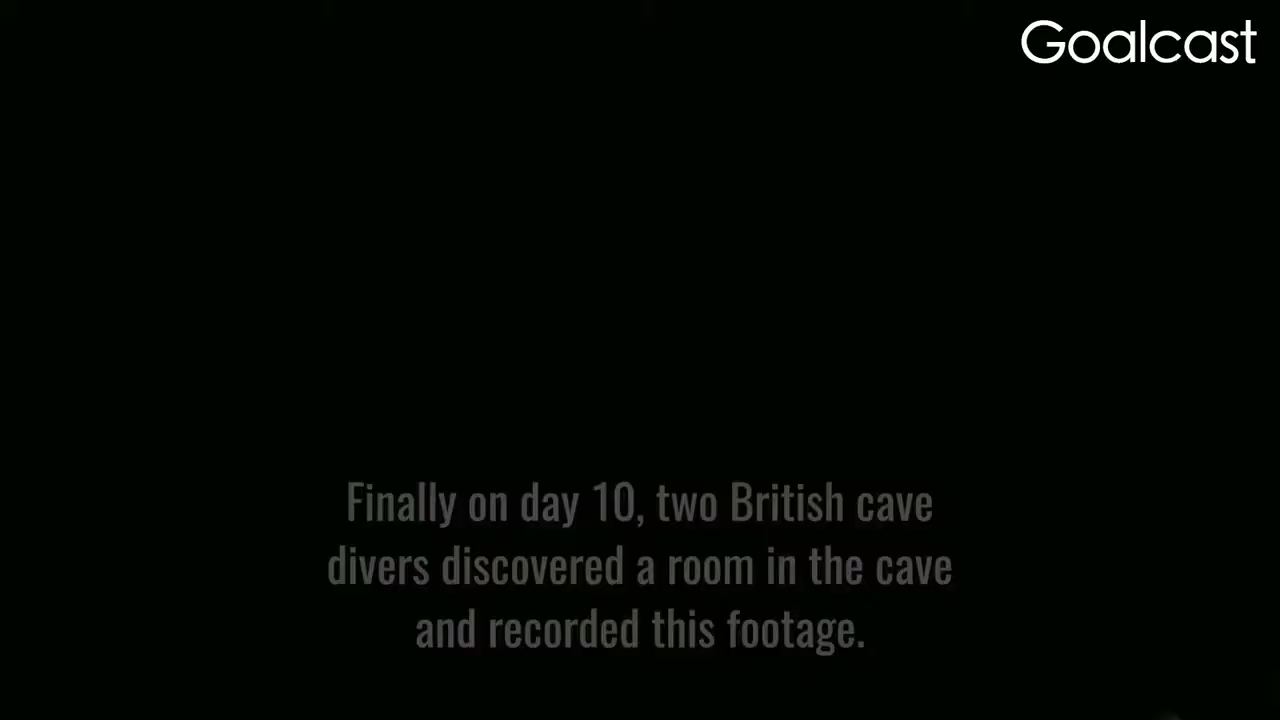 Goalcast
Finally on day 10, two British cave
divers discovered a room in the cave
and recorded this footage.